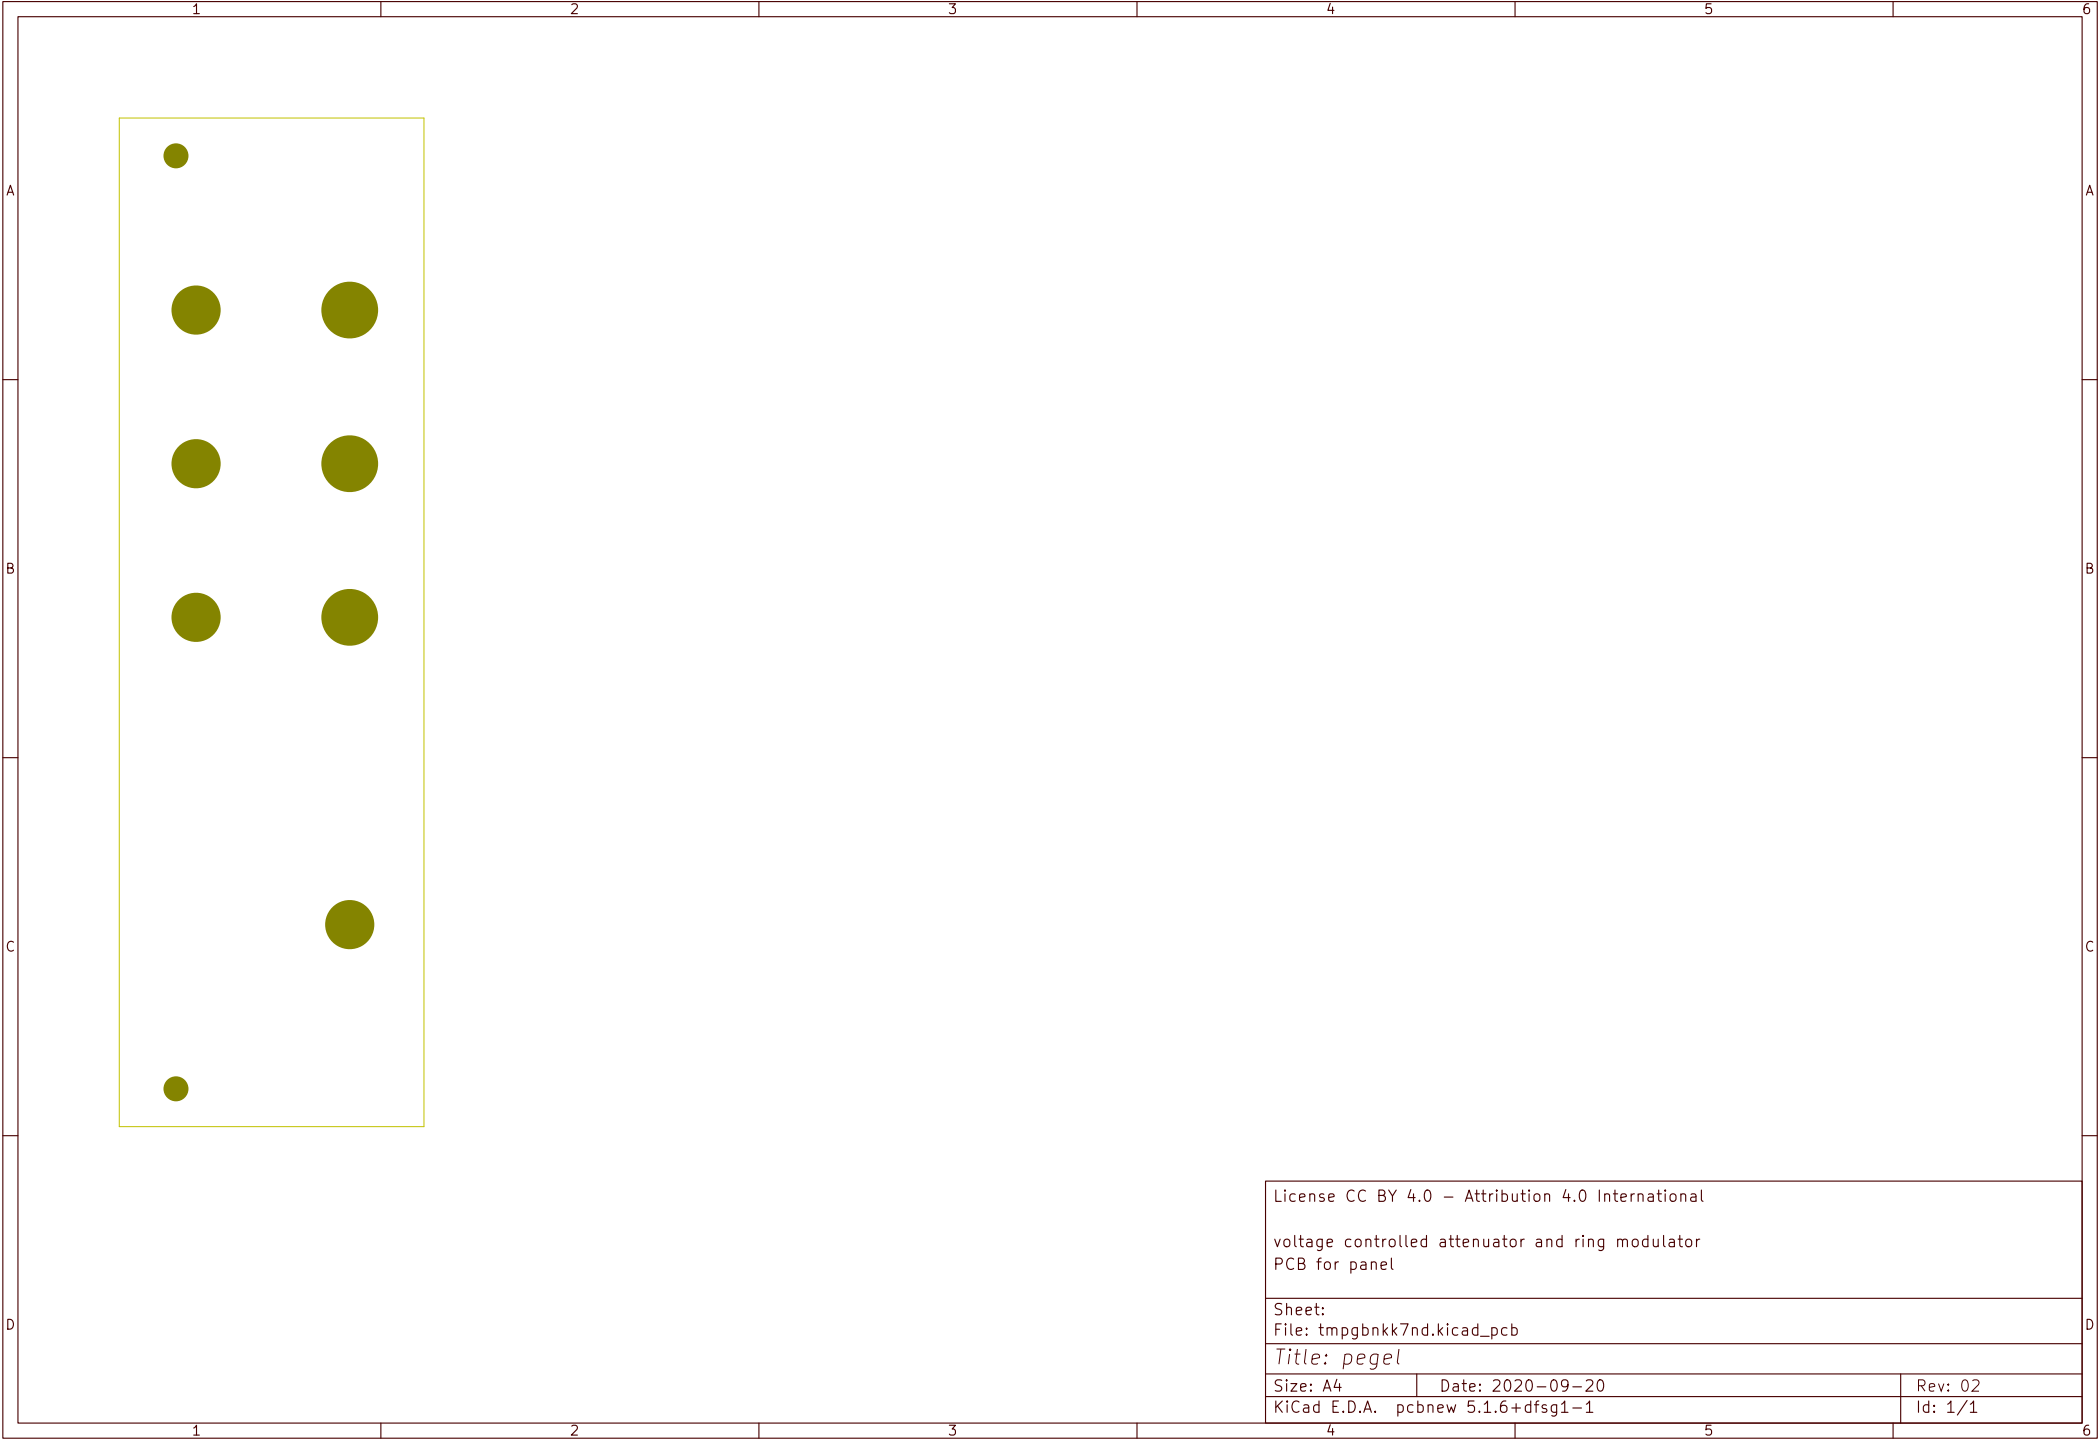 1 2 3 4 5 6
A A
B B
C C
License CC BY 4.0 – Attribution 4.0 International
voltage controlled attenuator and ring modulator
PCB for panel
Sheet:
D D
File: tmpgbnkk7nd.kicad_pcb
Title: pegel
Size: A4 Date: 2020-09-20 Rev: 02
KiCad E.D.A. pcbnew 5.1.6+dfsg1-1 Id: 1/1
1 2 3 4 5 6